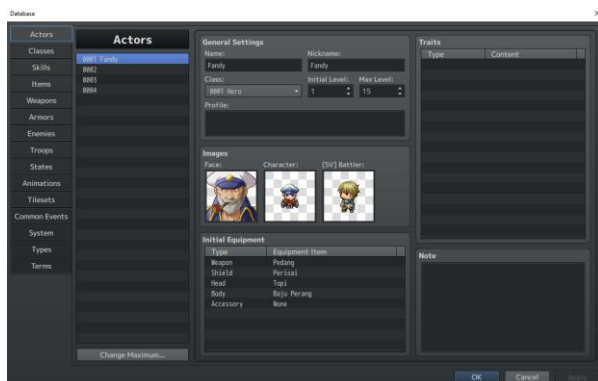 Database
Actors
Classes
Skills
Items
Weapons
Armors
Enemies
Troops
States
Animations
Tilesets
Common Events
System
Types
Terms
Actors
0001 Fandy
0002
0003
0004
Change Maximum...
General Settings
Name: Nickname:
Fandy Fandy
Class: Initial Level: Max Level:
0001 Hero 1 15
Profile:
Images
Face: Character: [SV] Battler:
Initial Equipment
Type Equipment Item
Weapon Pedang
Shield Perisai
Head Topi
Body Baju Perang
Accessory None
Traits
Type Content
Note
OK Cancel Apply